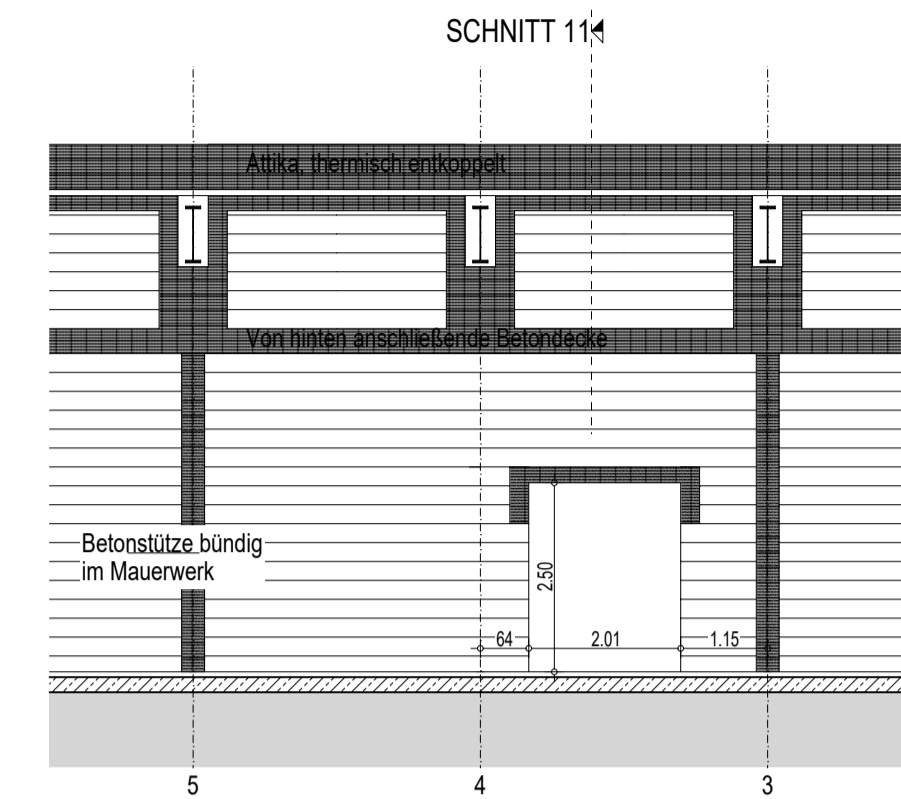 SCHNITT 11
Attika, thermisch entkoppelt
Von hinten anschließende Betondecke
Betonstütze bündig
im Mauerwerk
2.50
64 2.01 1.15
5 4 3